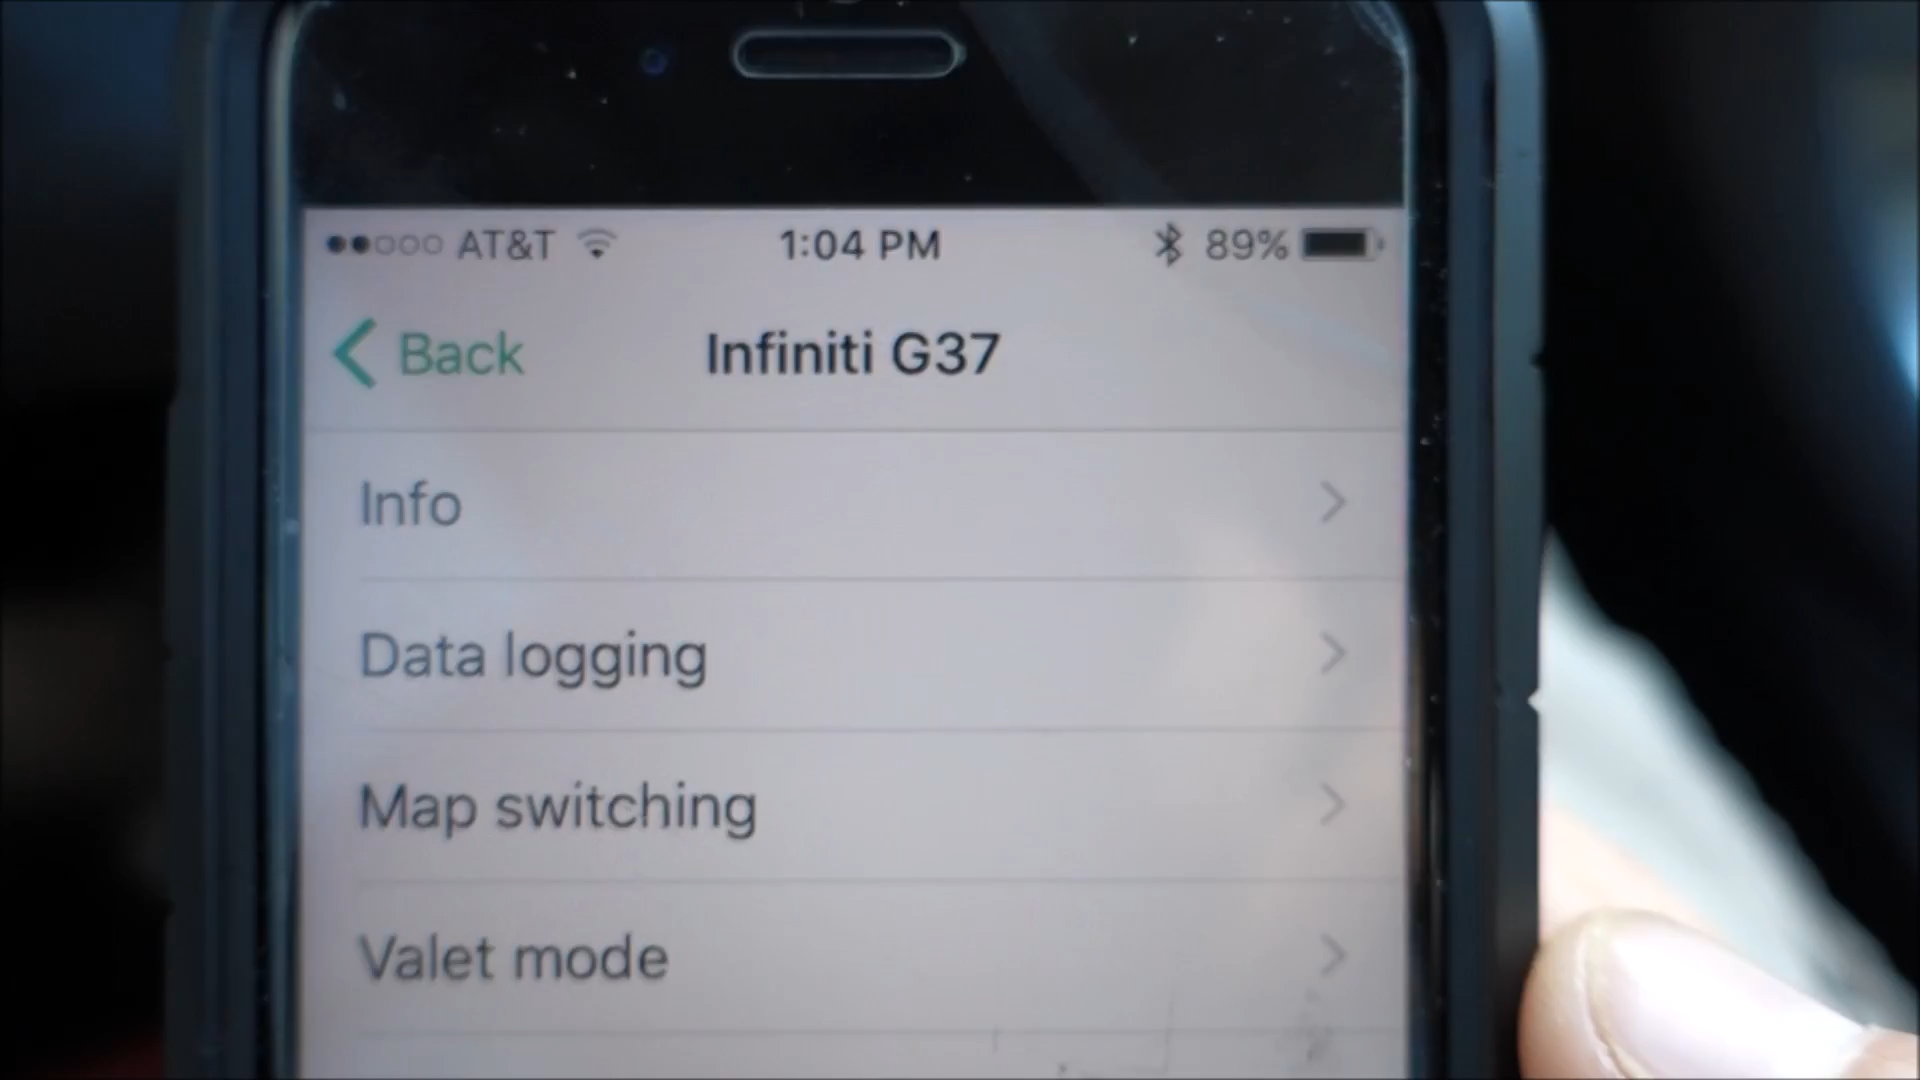 AT&T 1:04 PM 89%
Back Infiniti G37
Info
Data logging
Map switching
Valet mode